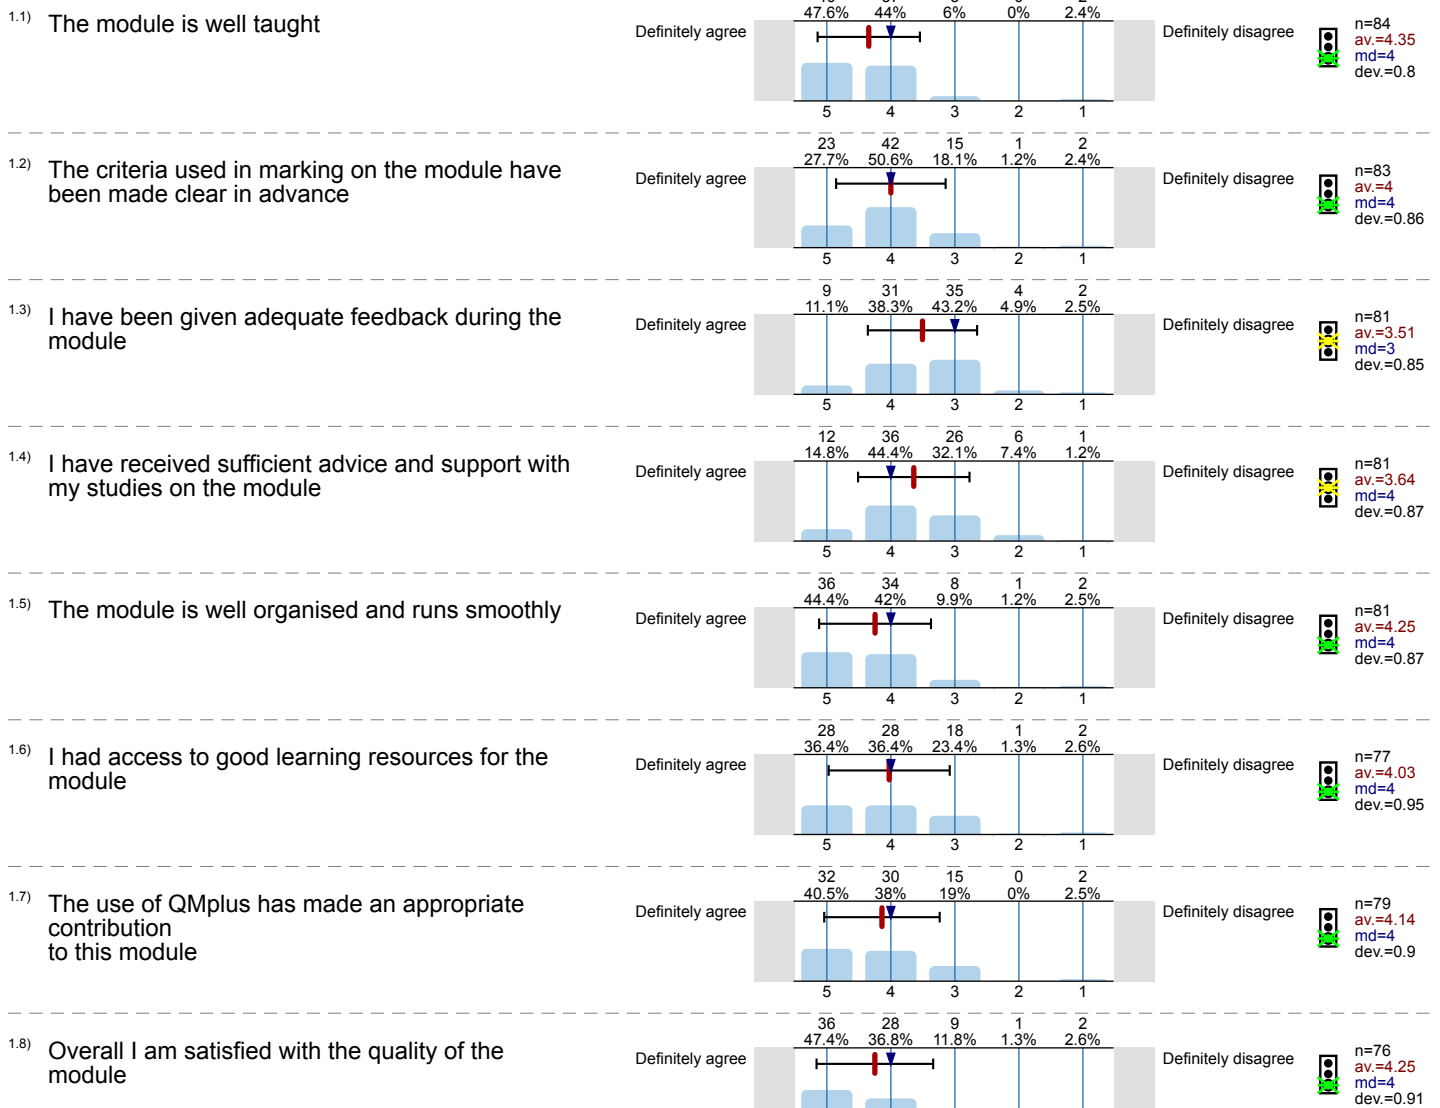 47.6% 44% 6% 0% 2.4%
1.1) The module is well taught
Definitely agree
Definitely disagree
n=84
av.=4.35
md=4
dev.=0.8
5 4 3 2 1
23 42 15 1 2
27.7% 50.6% 18.1% 1.2% 2.4%
1.2) The criteria used in marking on the module have
been made clear in advance
Definitely agree
Definitely disagree
n=83
av.=4
md=4
dev.=0.86
5 4 3 2 1
9 31 35 4 2
11.1% 38.3% 43.2% 4.9% 2.5%
1.3) I have been given adequate feedback during the
module
Definitely agree
Definitely disagree
n=81
av.=3.51
md=3
dev.=0.85
5 4 3 2 1
12 36 26 6 1
14.8% 44.4% 32.1% 7.4% 1.2%
1.4) I have received sufficient advice and support with
my studies on the module
Definitely agree
Definitely disagree
n=81
av.=3.64
md=4
dev.=0.87
5 4 3 2 1
36 34 8 1 2
44.4% 42% 9.9% 1.2% 2.5%
1.5) The module is well organised and runs smoothly
Definitely agree
Definitely disagree
n=81
av.=4.25
md=4
dev.=0.87
5 4 3 2 1
28 28 18 1 2
36.4% 36.4% 23.4% 1.3% 2.6%
1.6) I had access to good learning resources for the
module
Definitely agree
Definitely disagree
n=77
av.=4.03
md=4
dev.=0.95
5 4 3 2 1
32 30 15 0 2
40.5% 38% 19% 0% 2.5%
1.7) The use of QMplus has made an appropriate
contribution
to this module
Definitely agree
Definitely disagree
n=79
av.=4.14
md=4
dev.=0.9
5 4 3 2 1
36 28 9 1 2
47.4% 36.8% 11.8% 1.3% 2.6%
1.8) Overall I am satisfied with the quality of the
module
Definitely agree
Definitely disagree
n=76
av.=4.25
md=4
dev.=0.91